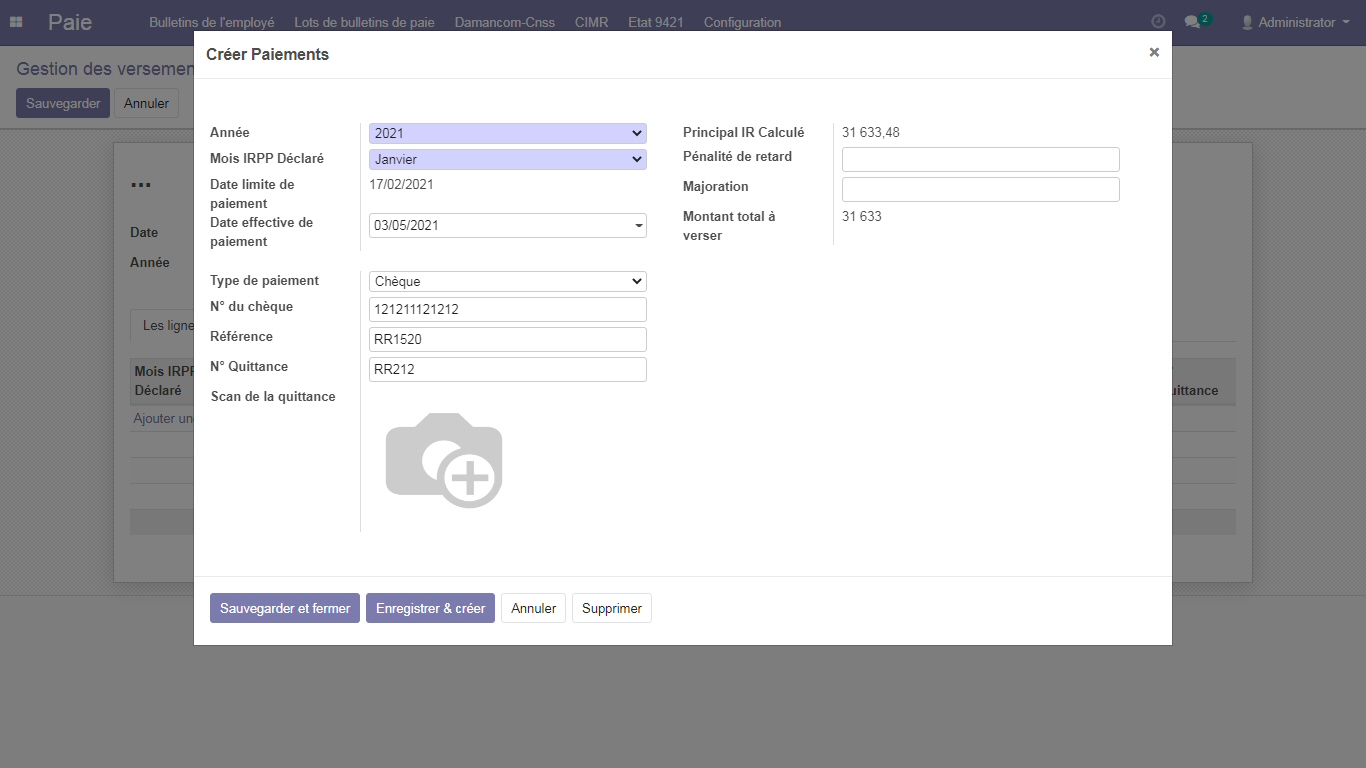 Paie
Bulletins de l'employé Lots de bulletins de paie Damancom-Cnss CIMR Etat 9421 Configuration
2 Administrator
Gestion des versemen
Sauvegarder Annuler
Créer Paiements ×
...
Date
Année
Les ligne
Mois IRPP
Déclaré
uittance
Ajouter un
Année 2021
Mois IRPP Déclaré Janvier
Date limite de
paiement
17/02/2021
Date effective de
paiement
03/05/2021
Principal IR Calculé 31 633,48
Pénalité de retard
Majoration
Montant total à
verser
31 633
Type de paiement Chèque
N° du chèque 121211121212
Référence RR1520
N° Quittance RR212
Scan de la quittance
Sauvegarder et fermer Enregistrer & créer Annuler Supprimer